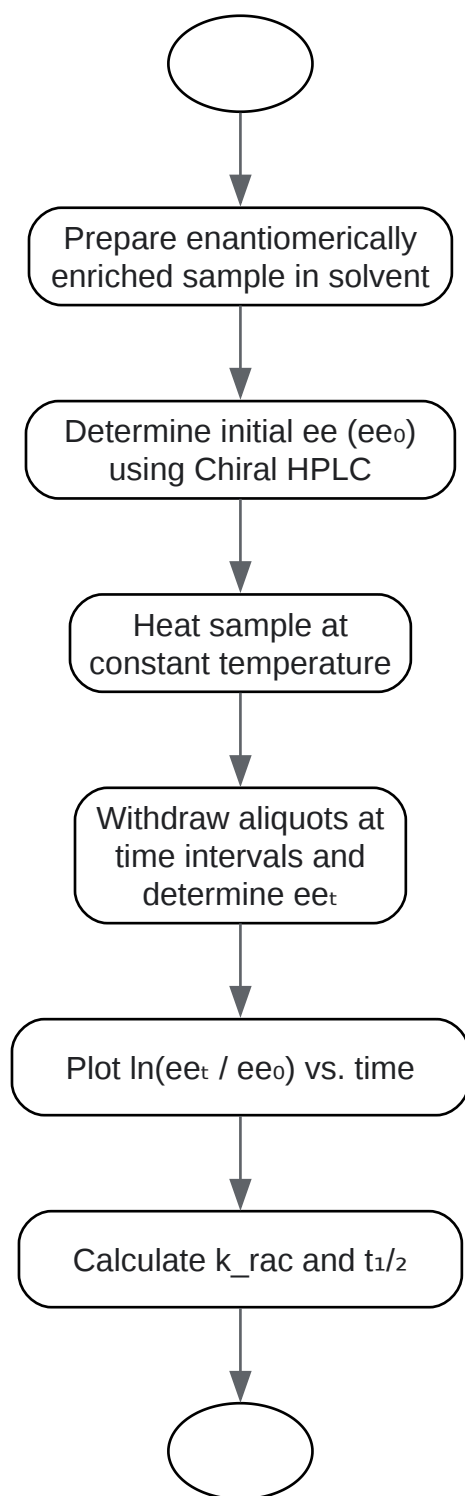 Prepare enantiomerically
enriched sample in solvent
Determine initial ee (ee₀)
using Chiral HPLC
Heat sample at
constant temperature
Withdraw aliquots at
time intervals and
determine eeₜ
Plot ln(eeₜ / ee₀) vs. time
Calculate k_rac and t₁/₂